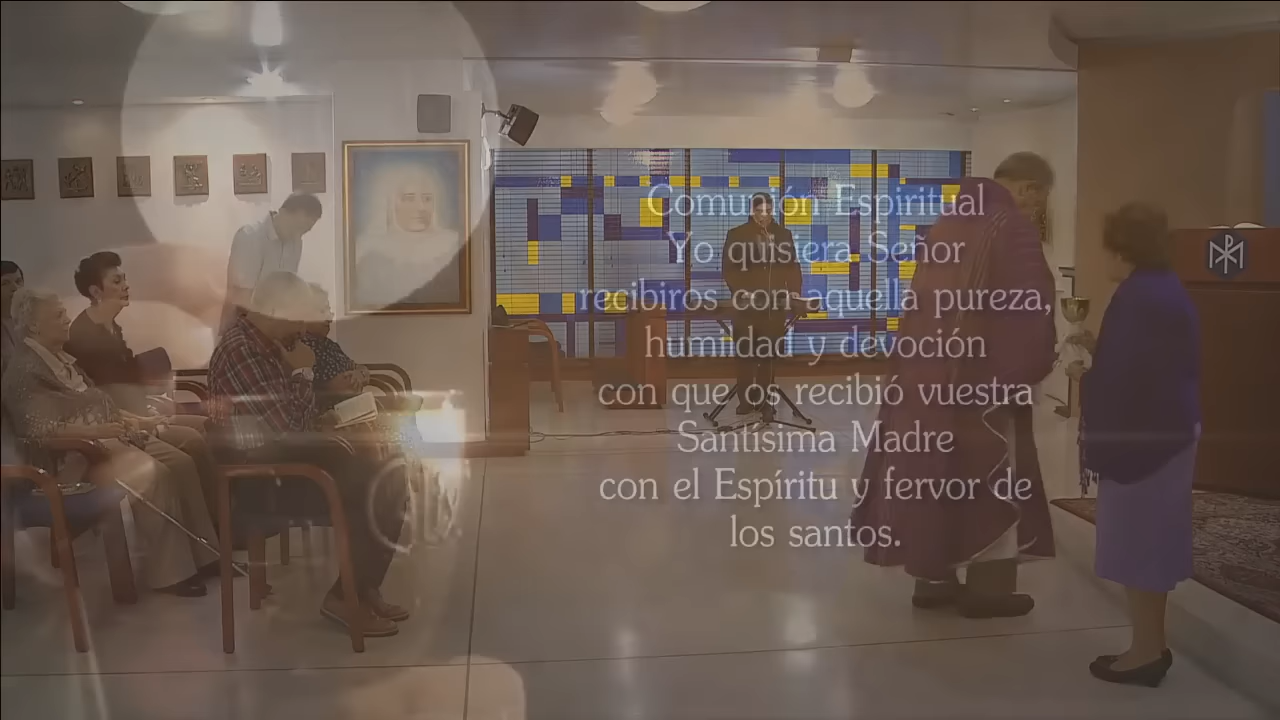 Comunión Espiritual
Yo quisiera Señor
recibiros con aquella pureza,
humildad y devoción
con que os recibió vuestra
Santísima Madre
con el Espíritu y fervor de
los santos.